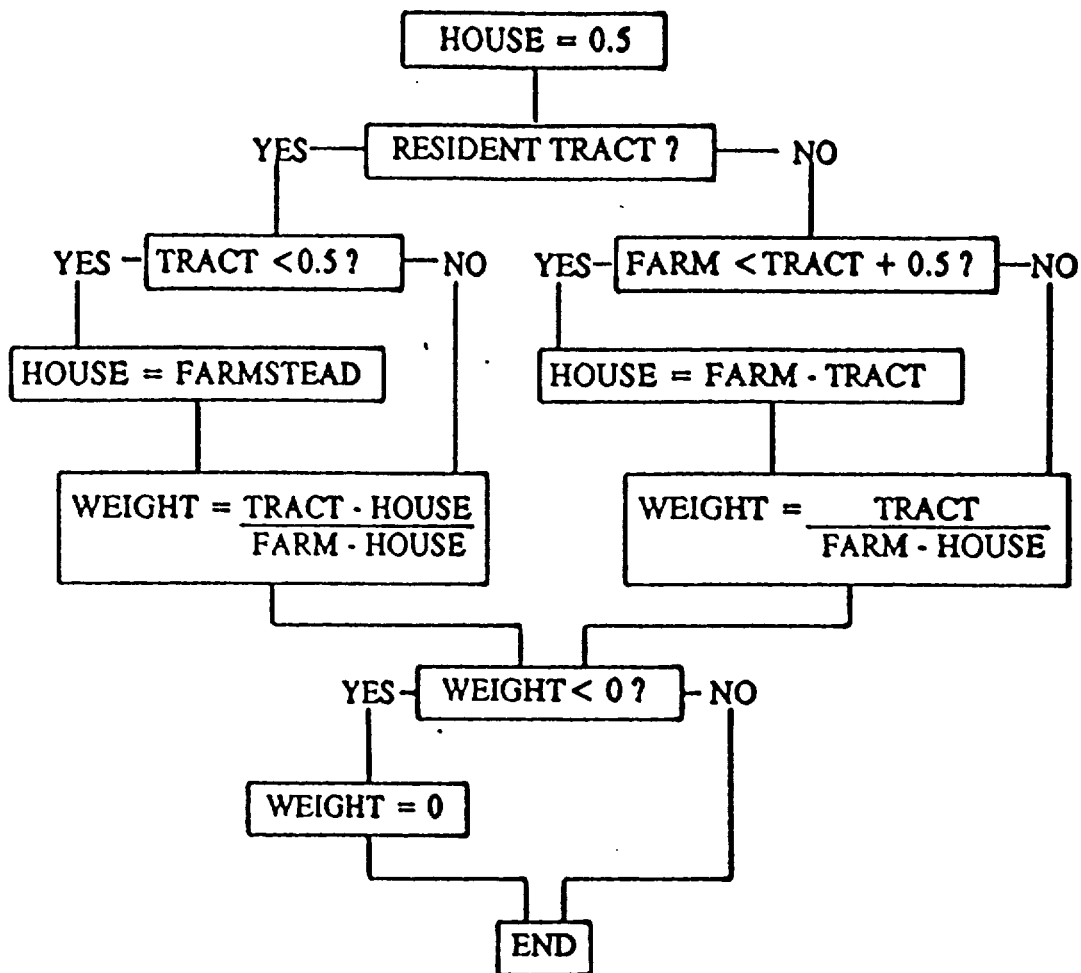 HOUSE = 0.5
YES RESIDENT TRACT ? NO
YES TRACT < 0.5 ? NO YES FARM < TRACT + 0.5 ? NO
HOUSE = FARMSTEAD HOUSE = FARM - TRACT
WEIGHT = TRACT - HOUSE
FARM - HOUSE
WEIGHT = TRACT
FARM - HOUSE
YES WEIGHT < 0 ? NO
WEIGHT = 0
END